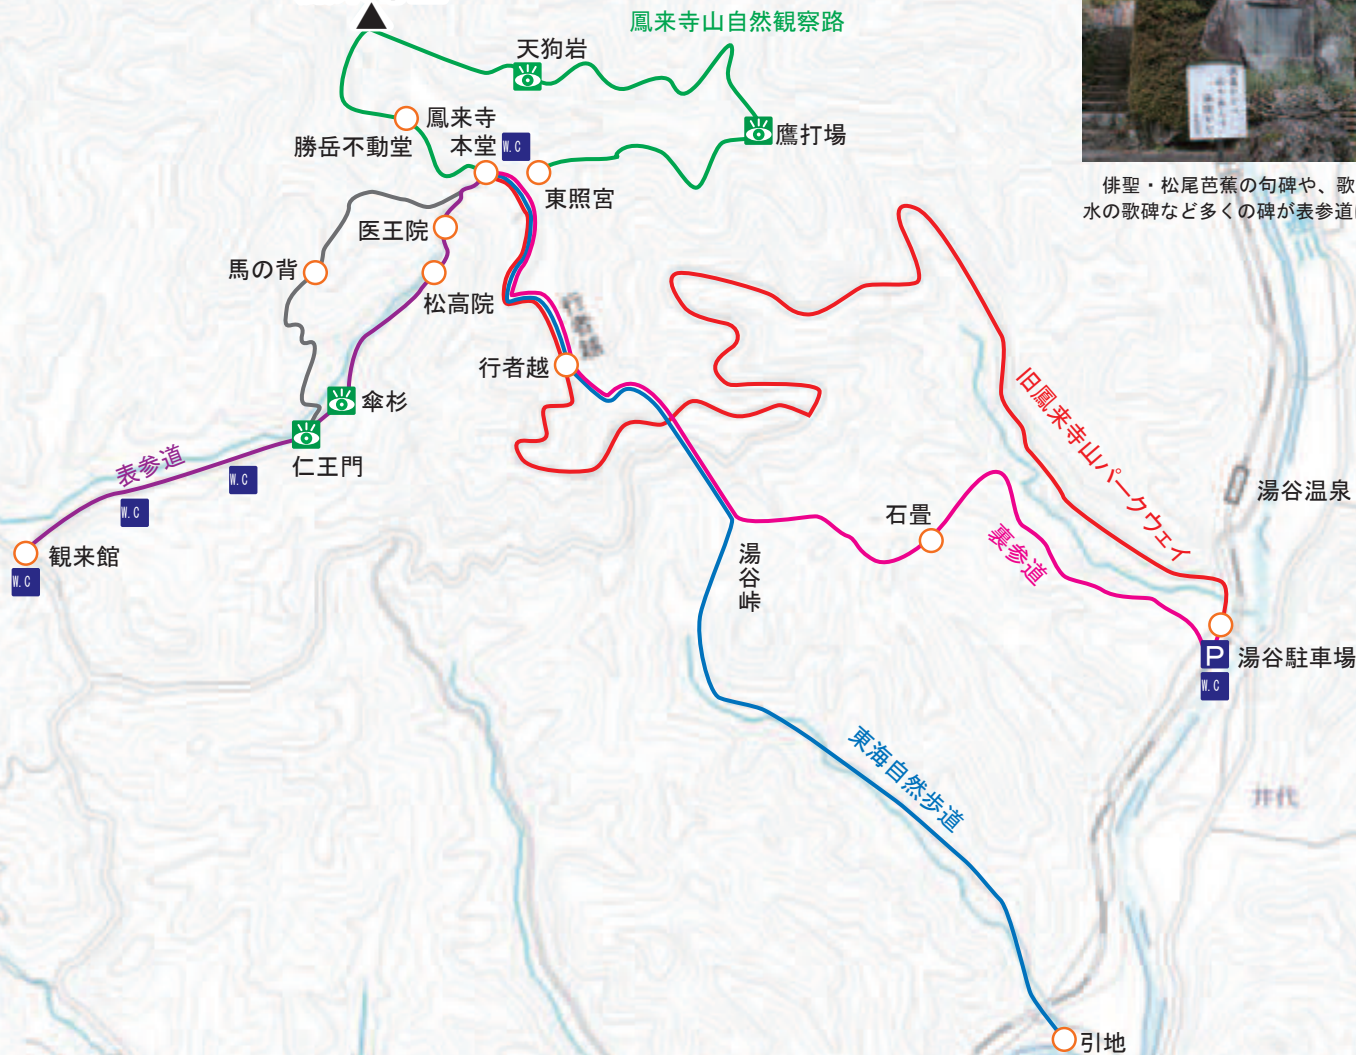 鳳来寺山自然観察路
天狗岩
鷹打場
鳳来寺
本堂
W.C
勝岳不動堂
東照宮
医王院
馬の背
松高院
行者越
傘杉
仁王門
表参道
W.C
W.C
観来館
W.C
俳聖・松尾芭蕉の句碑や、歌
水の歌碑など多くの碑が表参道
旧鳳来寺山パークウェイ
湯谷温泉
石畳
裏参道
湯谷峠
P
湯谷駐車場
W.C
東海自然歩道
井代
引地